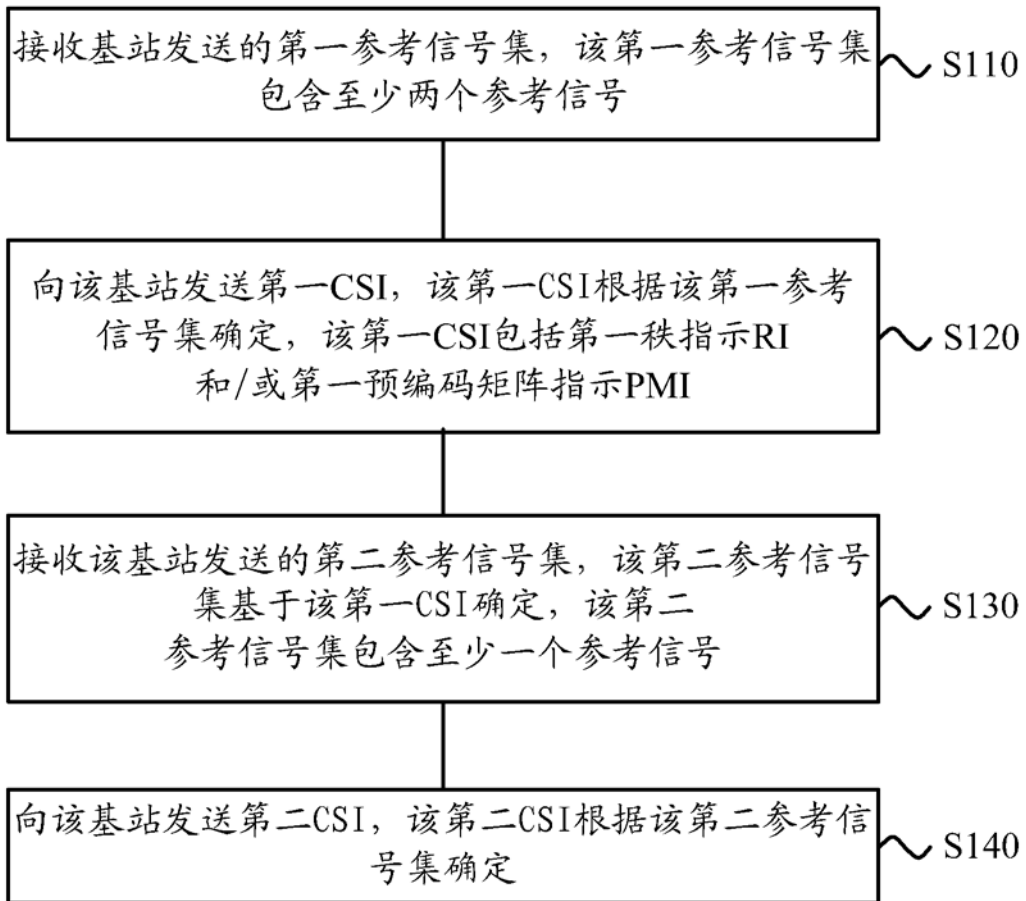 接收基站发送的第一参考信号集，该第一参考信号集
包含至少两个参考信号
S110
向该基站发送第一CSI，该第一CSI根据该第一参考
信号集确定，该第一CSI包括第一秩指示RI
和/或第一预编码矩阵指示PMI
S120
接收该基站发送的第二参考信号集，该第二参考信号
集基于该第一CSI确定，该第二
参考信号集包含至少一个参考信号
S130
向该基站发送第二CSI，该第二CSI根据该第二参考信
号集确定
S140